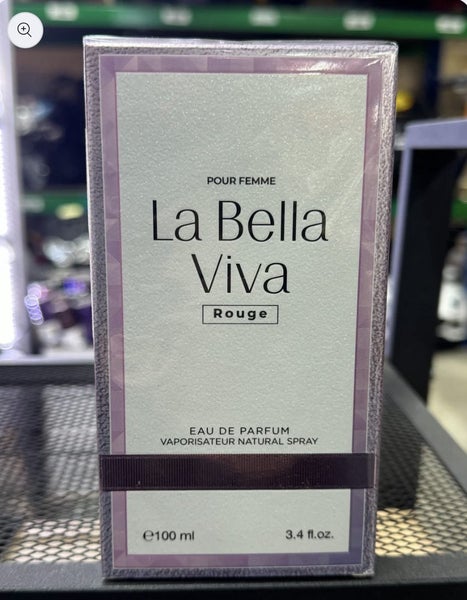 POUR FEMME
La Bella
Viva
Rouge
EAU DE PARFUM
VAPORISATEUR NATURAL SPRAY
℮100 ml 3.4 fl.oz.